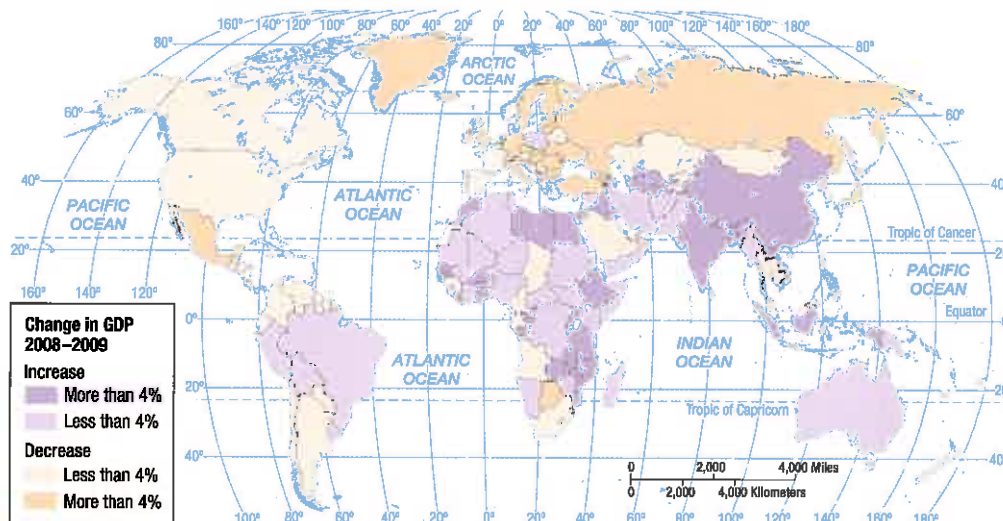 160° 140° 120° 100° 80° 60° 40° 20° 0° 20° 40° 60° 80° 100° 120° 140° 160° 180°
80°
80°
ARCTIC
OCEAN
60°
60°
40°
ATLANTIC
OCEAN
PACIFIC
OCEAN
20°
Tropic of Cancer
PACIFIC
OCEAN
160° 140° 120°
Equator
0°
0°
INDIAN
OCEAN
ATLANTIC
OCEAN
20°
Tropic of Capricorn
40°
Change in GDP
2008–2009
Increase
More than 4%
Less than 4%
Decrease
Less than 4%
More than 4%
0 2,000 4,000 Miles
0 2,000 4,000 Kilometers
100° 80° 60° 40° 20° 0° 20° 40° 60° 80° 100° 120° 140° 160° 180°